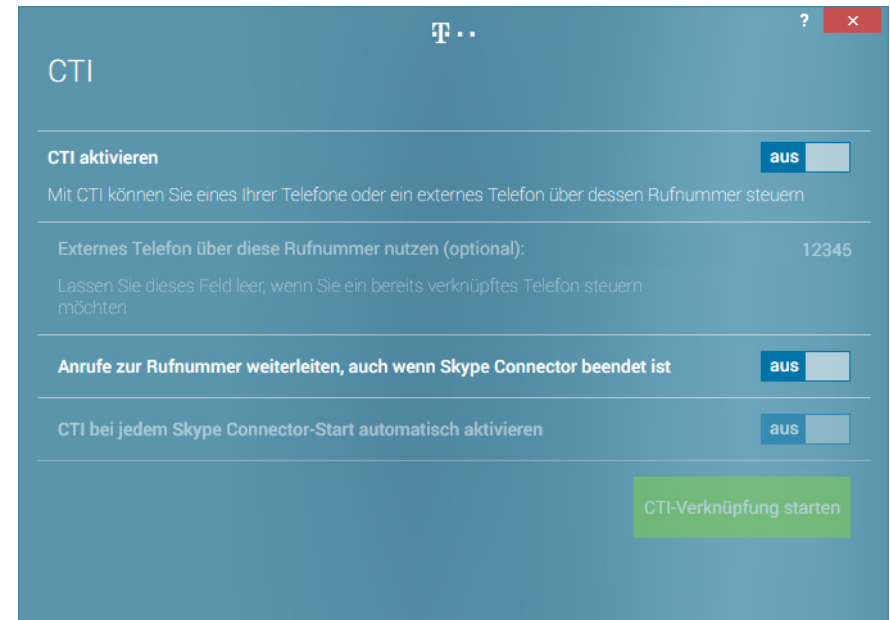 T··
? ×
CTI
CTI aktivieren
aus
Mit CTI können Sie eines Ihrer Telefone oder ein externes Telefon über dessen Rufnummer steuern
Externes Telefon über diese Rufnummer nutzen (optional):
12345
Lassen Sie dieses Feld leer, wenn Sie ein bereits verknüpftes Telefon steuern
möchten
Anrufe zur Rufnummer weiterleiten, auch wenn Skype Connector beendet ist
aus
CTI bei jedem Skype Connector-Start automatisch aktivieren
aus
CTI-Verknüpfung starten